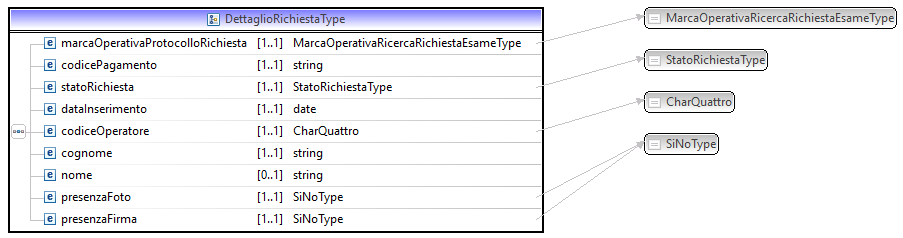 DettaglioRichiestaType
marcaOperativaProtocolloRichiesta [1..1] MarcaOperativaRicercaRichiestaEsameType
codicePagamento [1..1] string
statoRichiesta [1..1] StatoRichiestaType
dataInserimento [1..1] date
codiceOperatore [1..1] CharQuattro
cognome [1..1] string
nome [0..1] string
presenzaFoto [1..1] SiNoType
presenzaFirma [1..1] SiNoType
MarcaOperativaRicercaRichiestaEsameType
StatoRichiestaType
CharQuattro
SiNoType